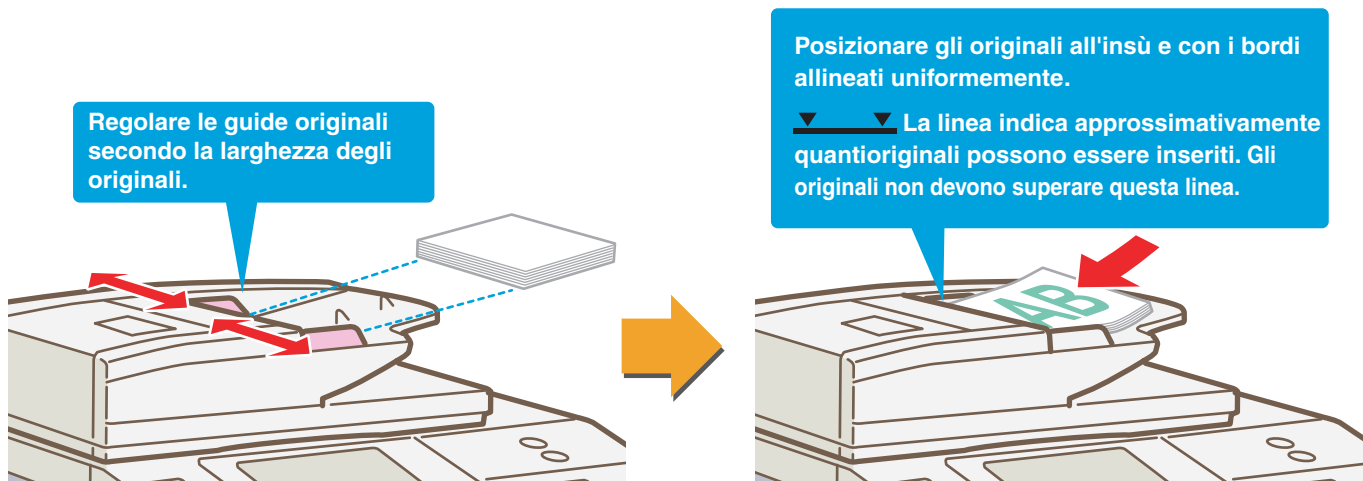 Regolare le guide originali
secondo la larghezza degli
originali.
Posizionare gli originali all'insù e con i bordi
allineati uniformemente.
La linea indica approssimativamente
quantioriginali possono essere inseriti. Gli
originali non devono superare questa linea.
AB